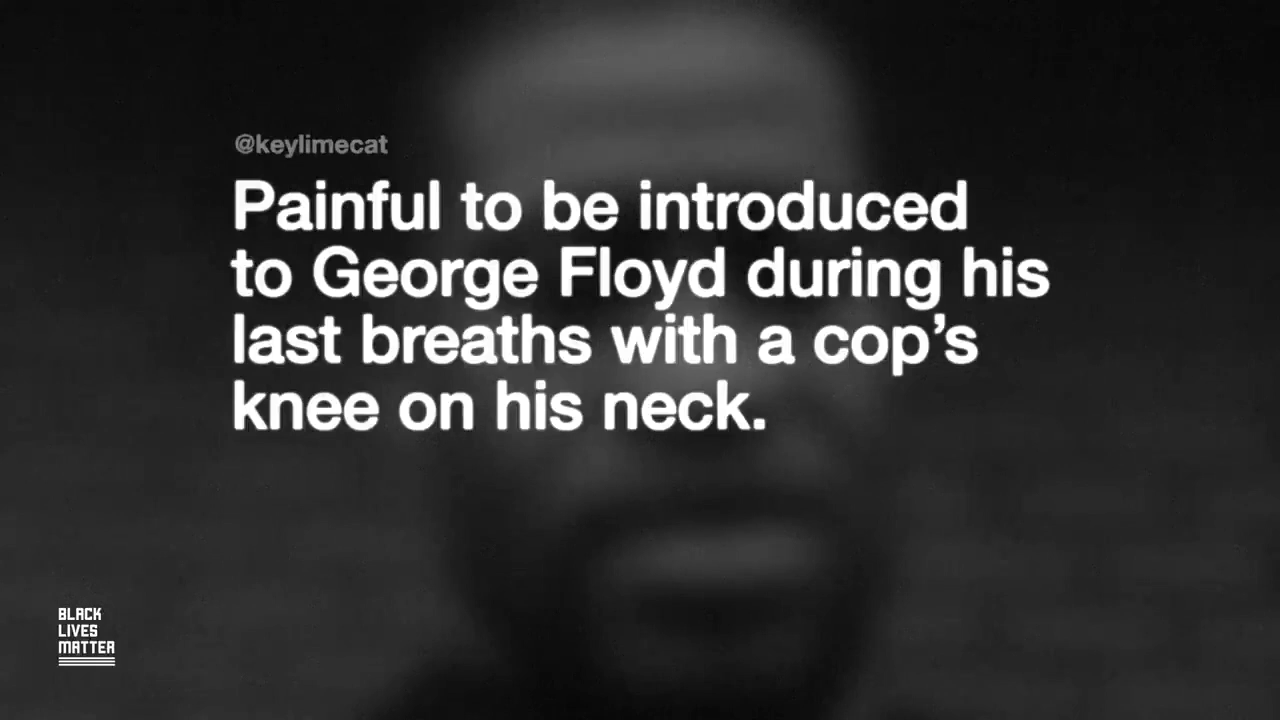 @keylimecat
Painful to be introduced
to George Floyd during his
last breaths with a cop’s
knee on his neck.
BLACK
LIVES
MATTER